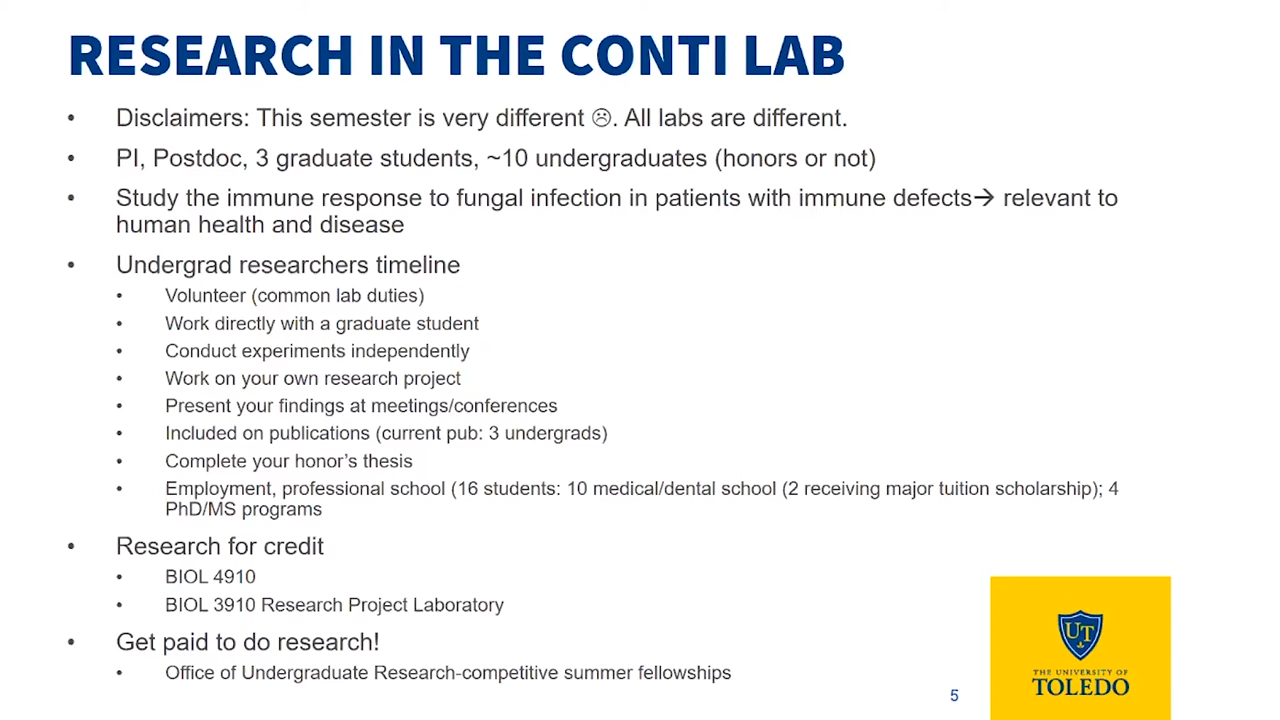 RESEARCH IN THE CONTI LAB
• Disclaimers: This semester is very different ☹. All labs are different.
• PI, Postdoc, 3 graduate students, ~10 undergraduates (honors or not)
• Study the immune response to fungal infection in patients with immune defects→ relevant to
human health and disease
• Undergrad researchers timeline
• Volunteer (common lab duties)
• Work directly with a graduate student
• Conduct experiments independently
• Work on your own research project
• Present your findings at meetings/conferences
• Included on publications (current pub: 3 undergrads)
• Complete your honor's thesis
• Employment, professional school (16 students: 10 medical/dental school (2 receiving major tuition scholarship); 4
PhD/MS programs
• Research for credit
• BIOL 4910
• BIOL 3910 Research Project Laboratory
• Get paid to do research!
• Office of Undergraduate Research-competitive summer fellowships
5
UT
THE UNIVERSITY OF
TOLEDO